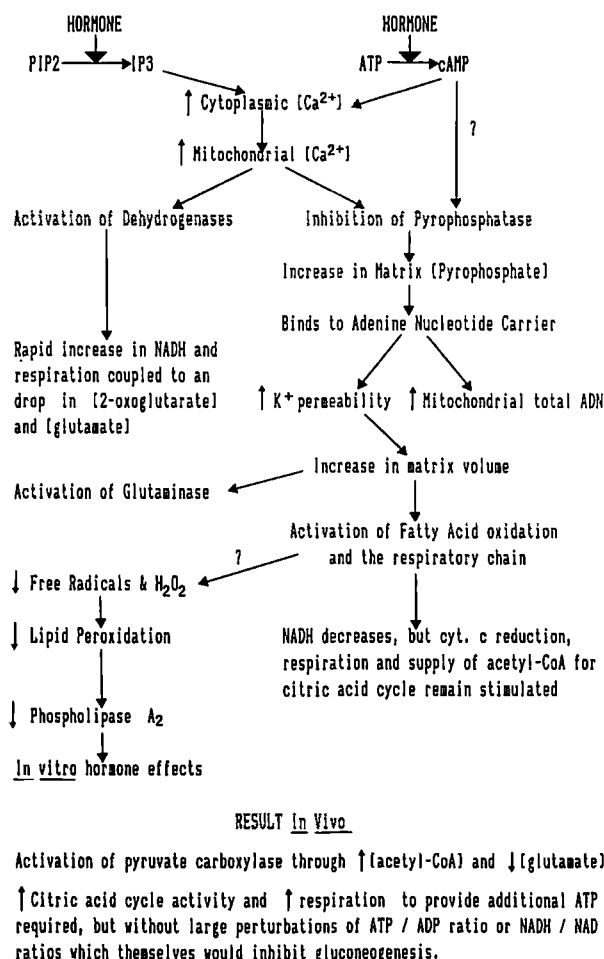 HORMONE HORMONE
PIP2 IP3 ATP cAMP
↑ Cytoplasmic [Ca²⁺]
?
↑ Mitochondrial [Ca²⁺]
Activation of Dehydrogenases Inhibition of Pyrophosphatase
Increase in Matrix [Pyrophosphate]
Binds to Adenine Nucleotide Carrier
Rapid increase in NADH and
respiration coupled to an
drop in [2-oxoglutarate]
and [glutamate]
↑ K⁺ permeability ↑ Mitochondrial total ADN
Increase in matrix volume
Activation of Glutaminase
Activation of Fatty Acid oxidation
and the respiratory chain
?
↓ Free Radicals & H₂O₂
↓ Lipid Peroxidation
NADH decreases, but cyt. c reduction,
respiration and supply of acetyl-CoA for
citric acid cycle remain stimulated
↓ Phospholipase A₂
In vitro hormone effects
RESULT In Vivo
Activation of pyruvate carboxylase through ↑[acetyl-CoA] and ↓[glutamate]
↑ Citric acid cycle activity and ↑ respiration to provide additional ATP
required, but without large perturbations of ATP / ADP ratio or NADH / NAD
ratios which themselves would inhibit gluconeogenesis.